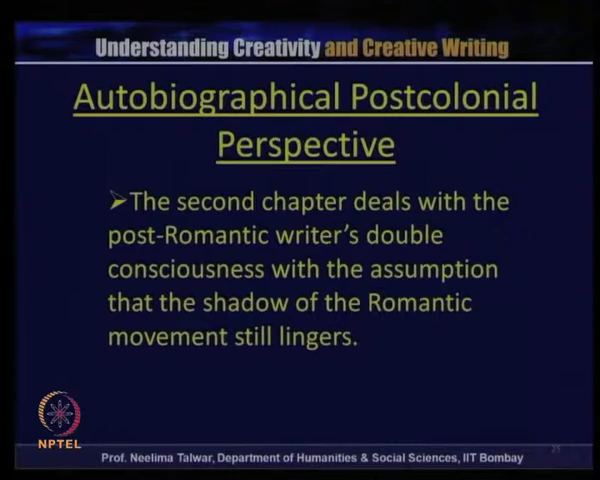 Understanding Creativity and Creative Writing
Autobiographical Postcolonial
Perspective
➢The second chapter deals with the
post-Romantic writer's double
consciousness with the assumption
that the shadow of the Romantic
movement still lingers.
NPTEL
25
Prof. Neelima Talwar, Department of Humanities & Social Sciences, IIT Bombay